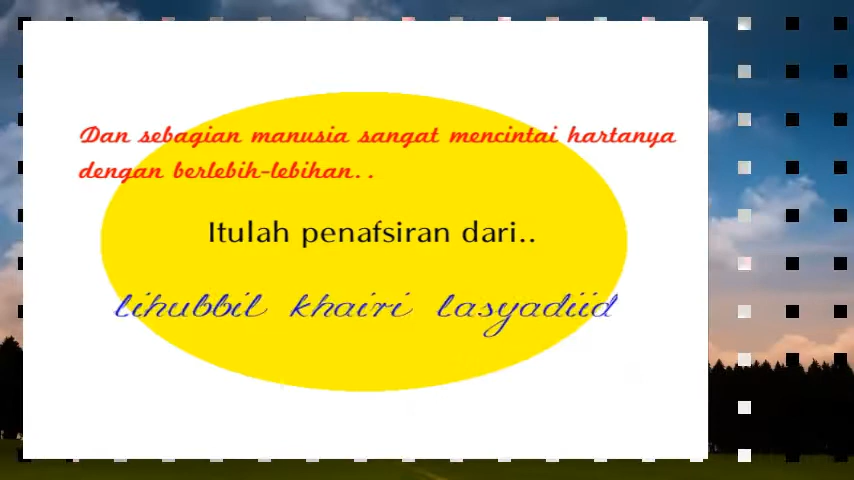 Dan sebagian manusia sangat mencintai hartanya
dengan berlebih-lebihan..
Itulah penafsiran dari..
lihubbil khairi lasyadiid